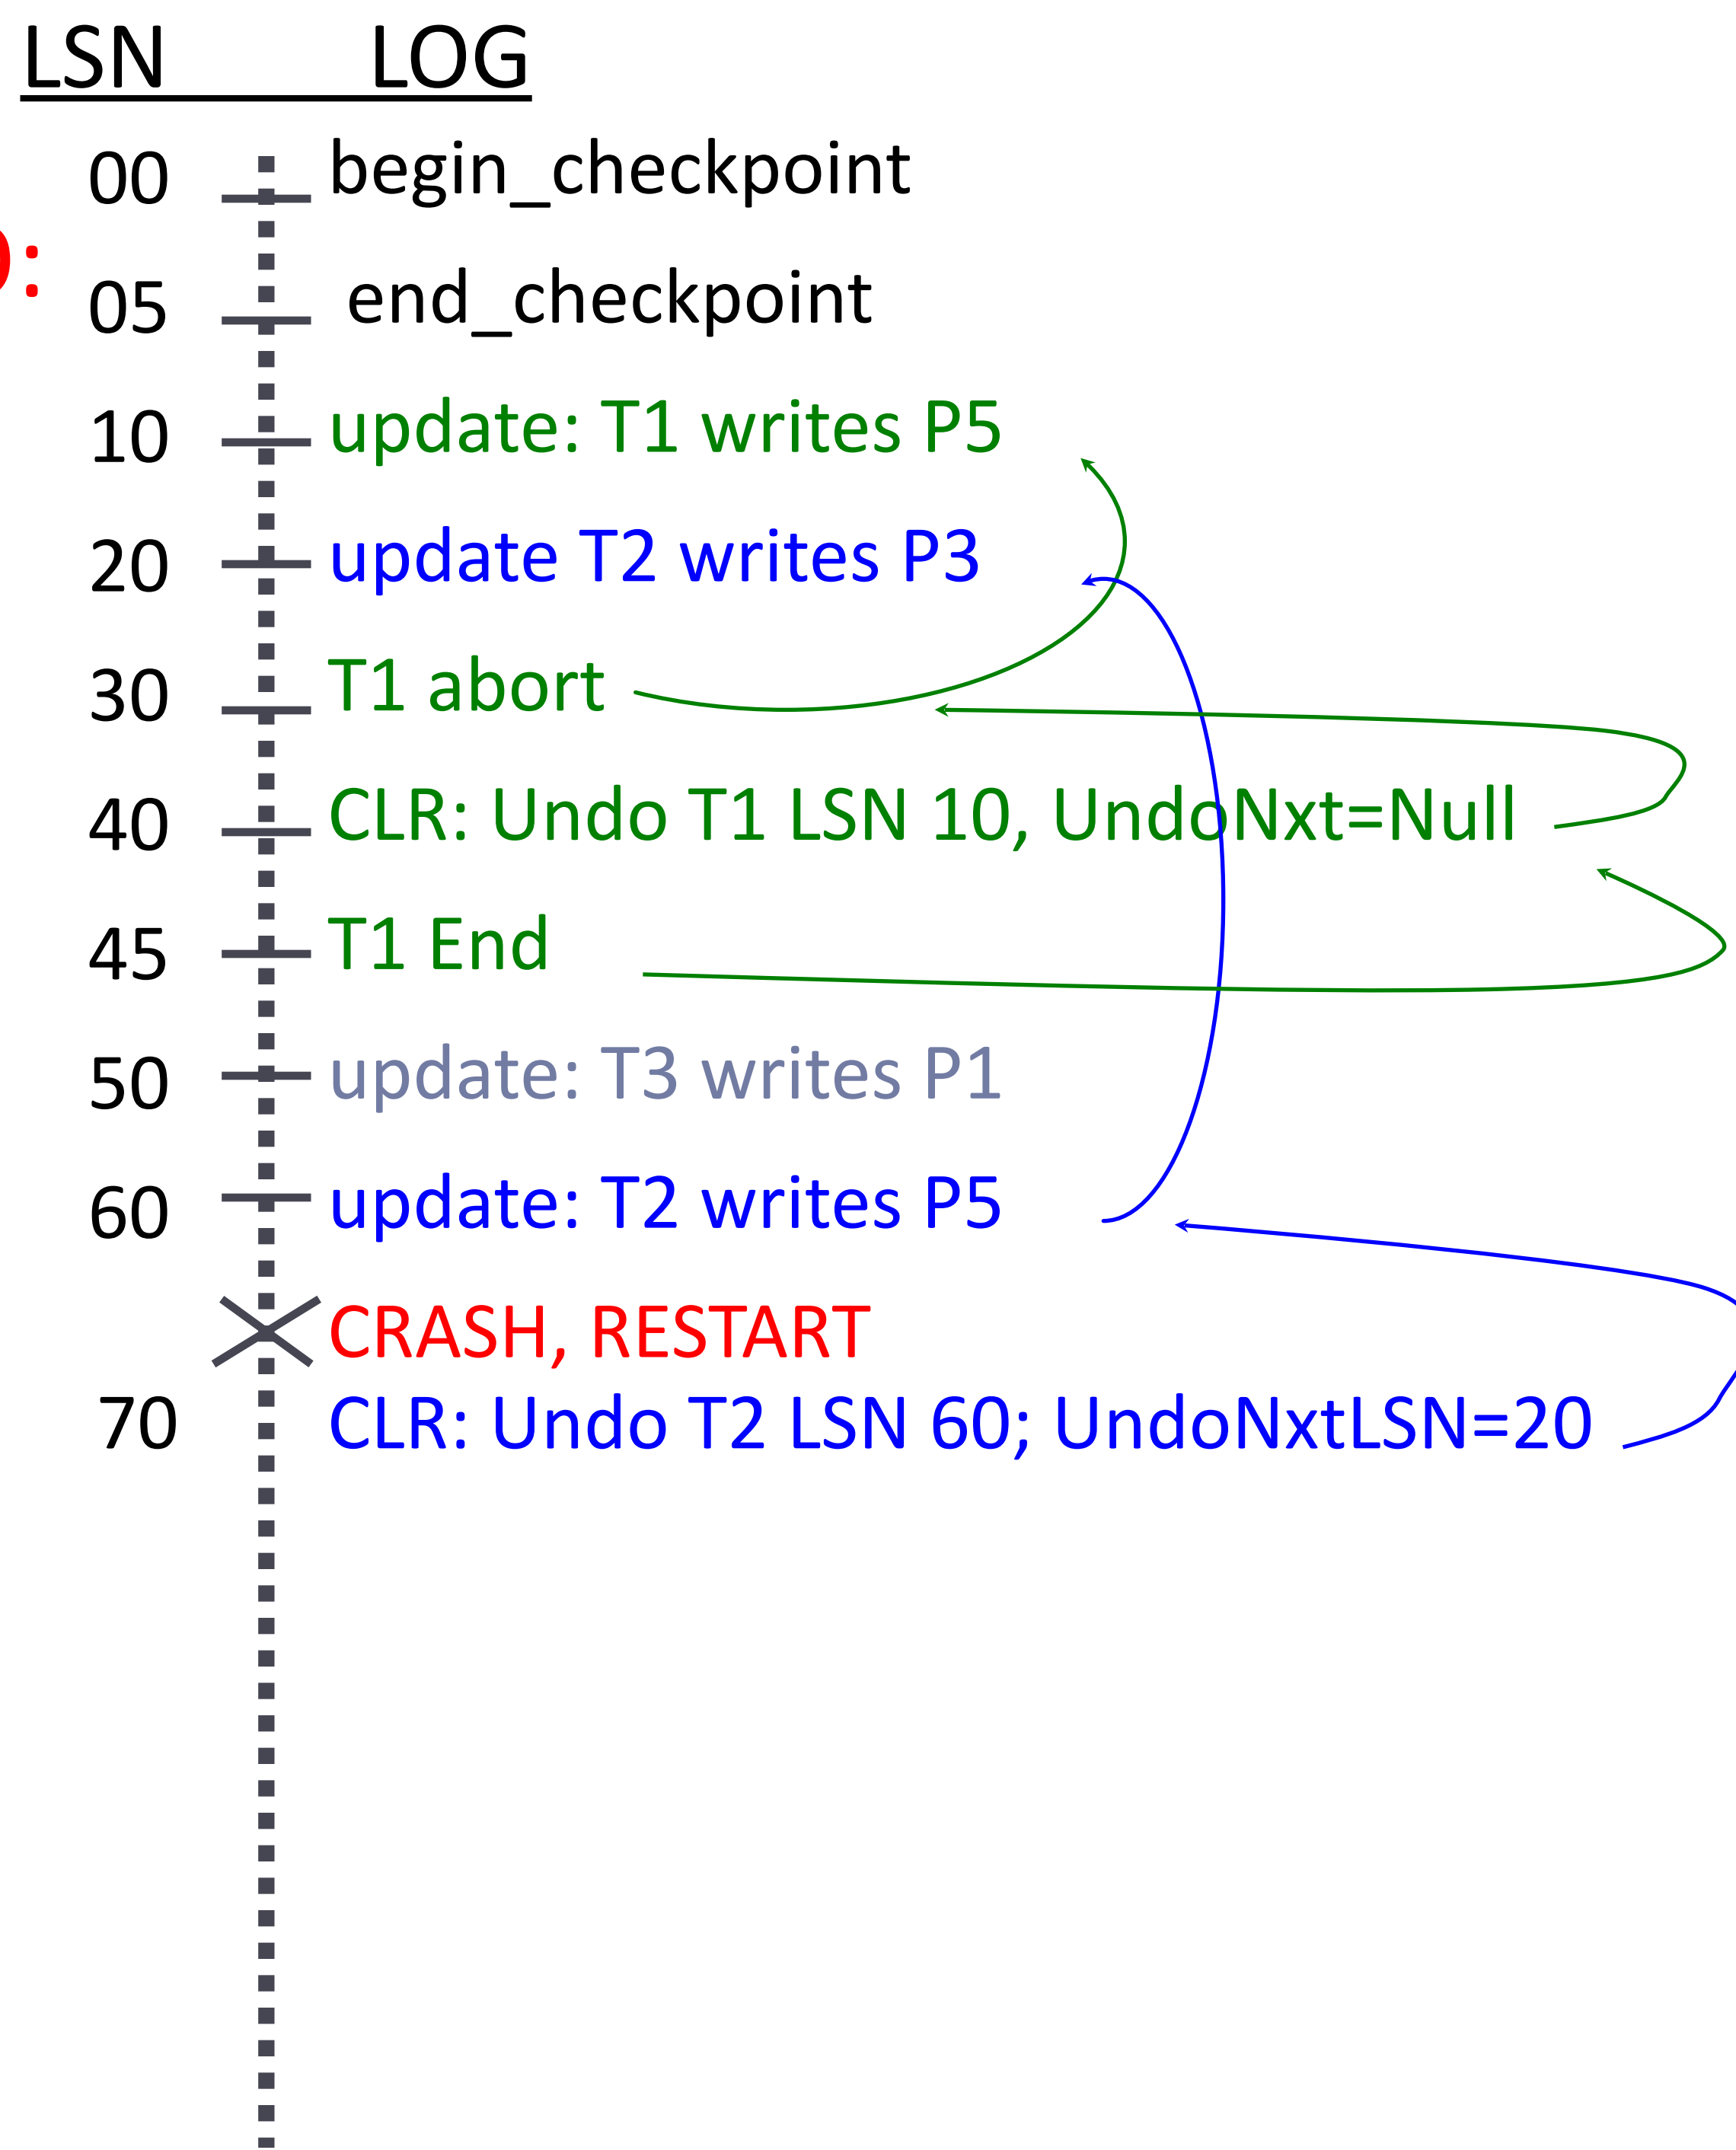 LSN LOG
00 begin_checkpoint
:
05 end_checkpoint
10 update: T1 writes P5
20 update T2 writes P3
30 T1 abort
40 CLR: Undo T1 LSN 10, UndoNxt=Null
45 T1 End
50 update: T3 writes P1
60 update: T2 writes P5
CRASH, RESTART
70 CLR: Undo T2 LSN 60; UndoNxtLSN=20